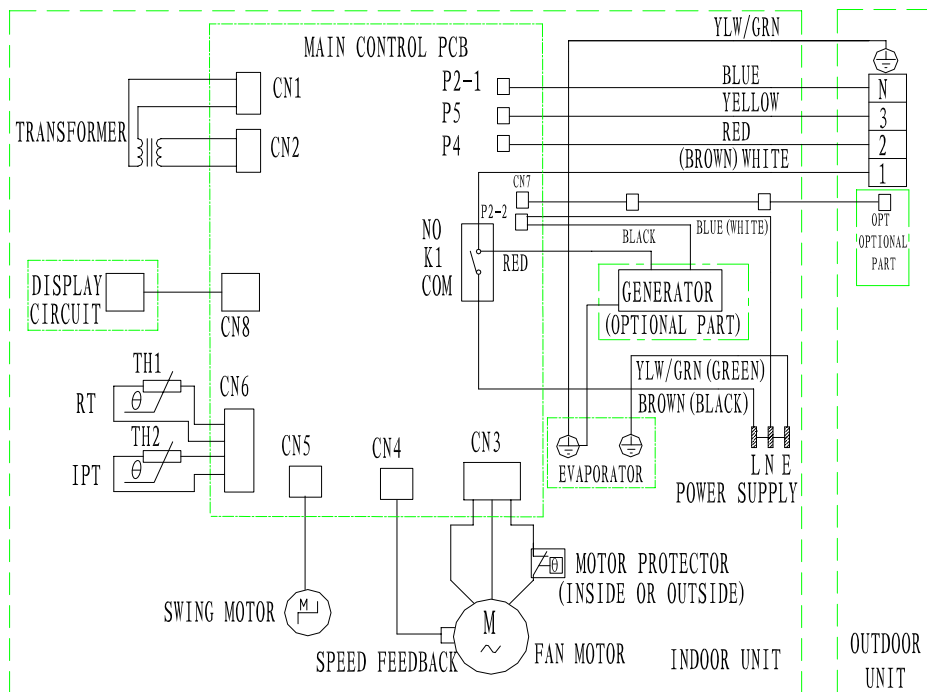 YLW/GRN
MAIN CONTROL PCB
P2-1
BLUE
N
CN1
P5
YELLOW
3
TRANSFORMER
CN2
P4
RED
2
(BROWN)WHITE
1
CN7
P2-2
OPT
OPTIONAL
PART
NO
K1
COM
BLACK
BLUE(WHITE)
RED
DISPLAY
CIRCUIT
GENERATOR
(OPTIONAL PART)
CN8
TH1
θ
RT
CN6
YLW/GRN(GREEN)
BROWN(BLACK)
TH2
θ
IPT
CN5
CN4
CN3
EVAPORATOR
L N E
POWER SUPPLY
θ
MOTOR PROTECTOR
(INSIDE OR OUTSIDE)
SWING MOTOR
M
M
~
SPEED FEEDBACK
FAN MOTOR
INDOOR UNIT
OUTDOOR
UNIT